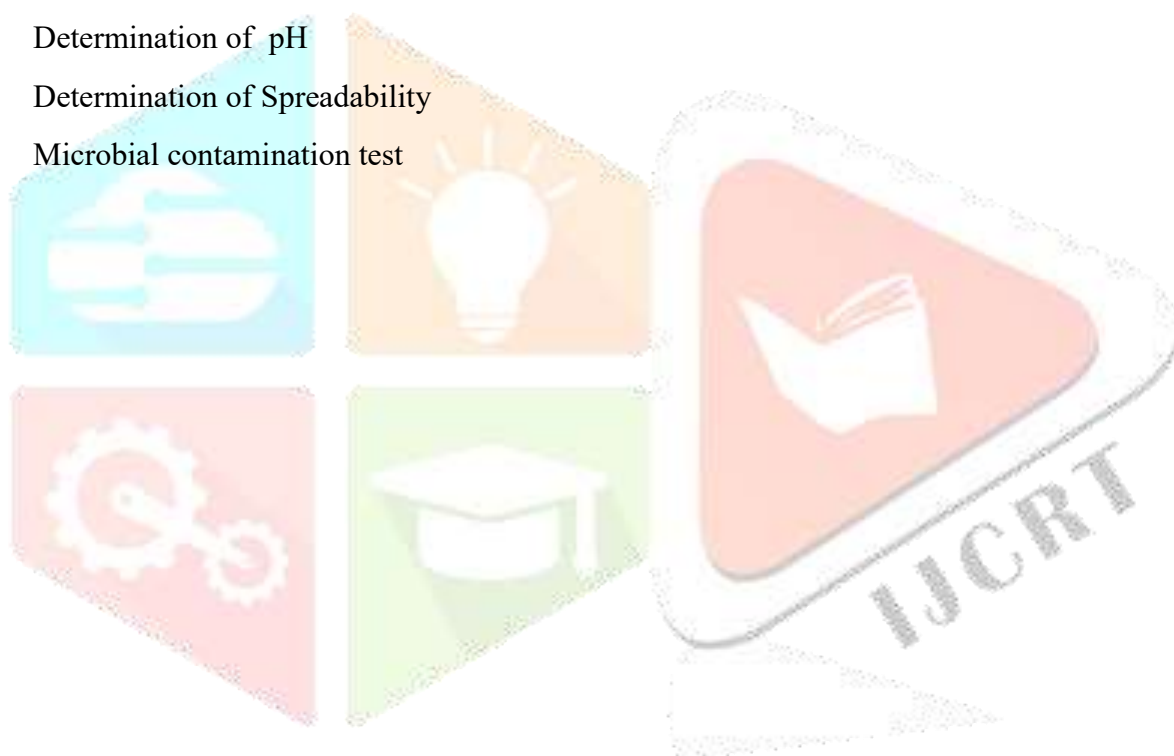 Determination of pH
Determination of Spreadability
Microbial contamination test
IJCRT